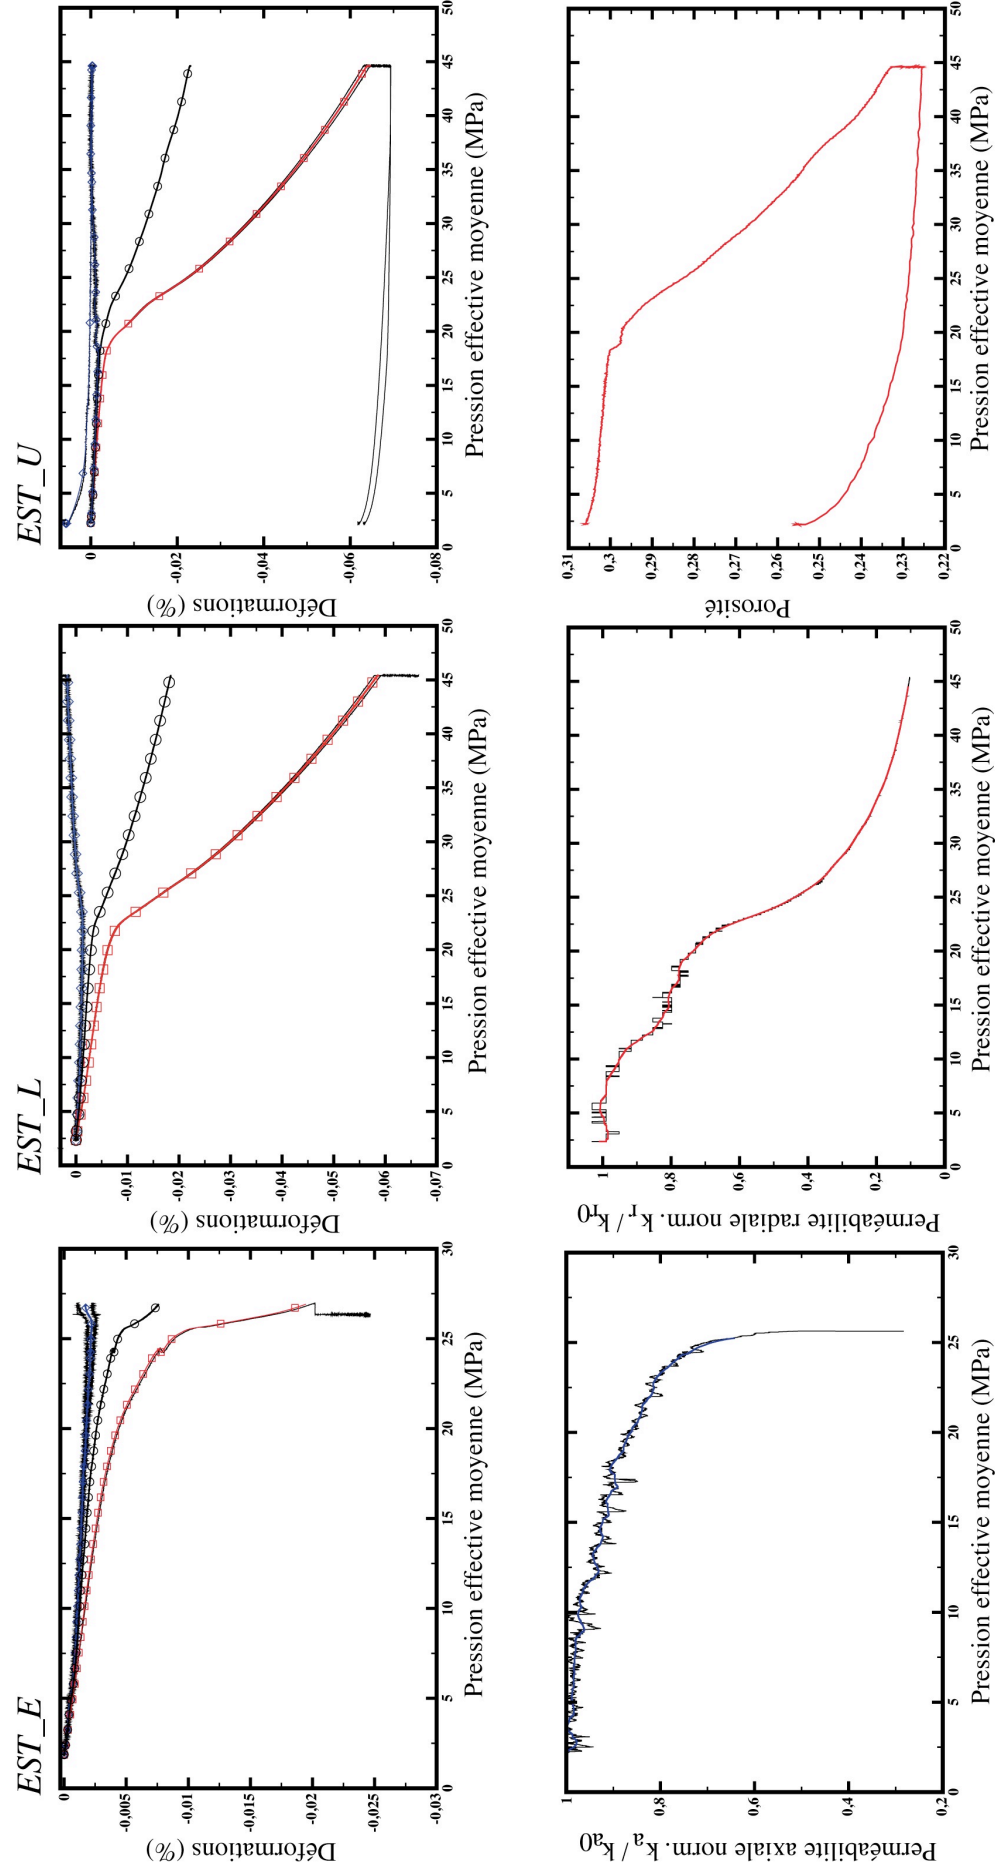 EST_E
Déformations (%)
0
-0,005
-0,01
-0,015
-0,02
-0,025
-0,03
0 5 10 15 20 25 30
Pression effective moyenne (MPa)
EST_L
Déformations (%)
0
-0,01
-0,02
-0,03
-0,04
-0,05
-0,06
-0,07
0 5 10 15 20 25 30 35 40 45 50
Pression effective moyenne (MPa)
EST_U
Déformations (%)
0
-0,02
-0,04
-0,06
-0,08
0 5 10 15 20 25 30 35 40 45 50
Pression effective moyenne (MPa)
Perméabilite axiale norm. ka / ka0
1
0,8
0,6
0,4
0,2
0 5 10 15 20 25 30
Pression effective moyenne (MPa)
Perméabilite radiale norm. kr / kr0
1
0,8
0,6
0,4
0,2
0
0 5 10 15 20 25 30 35 40 45 50
Pression effective moyenne (MPa)
Porosité
0,31
0,3
0,29
0,28
0,27
0,26
0,25
0,24
0,23
0,22
0 5 10 15 20 25 30 35 40 45 50
Pression effective moyenne (MPa)